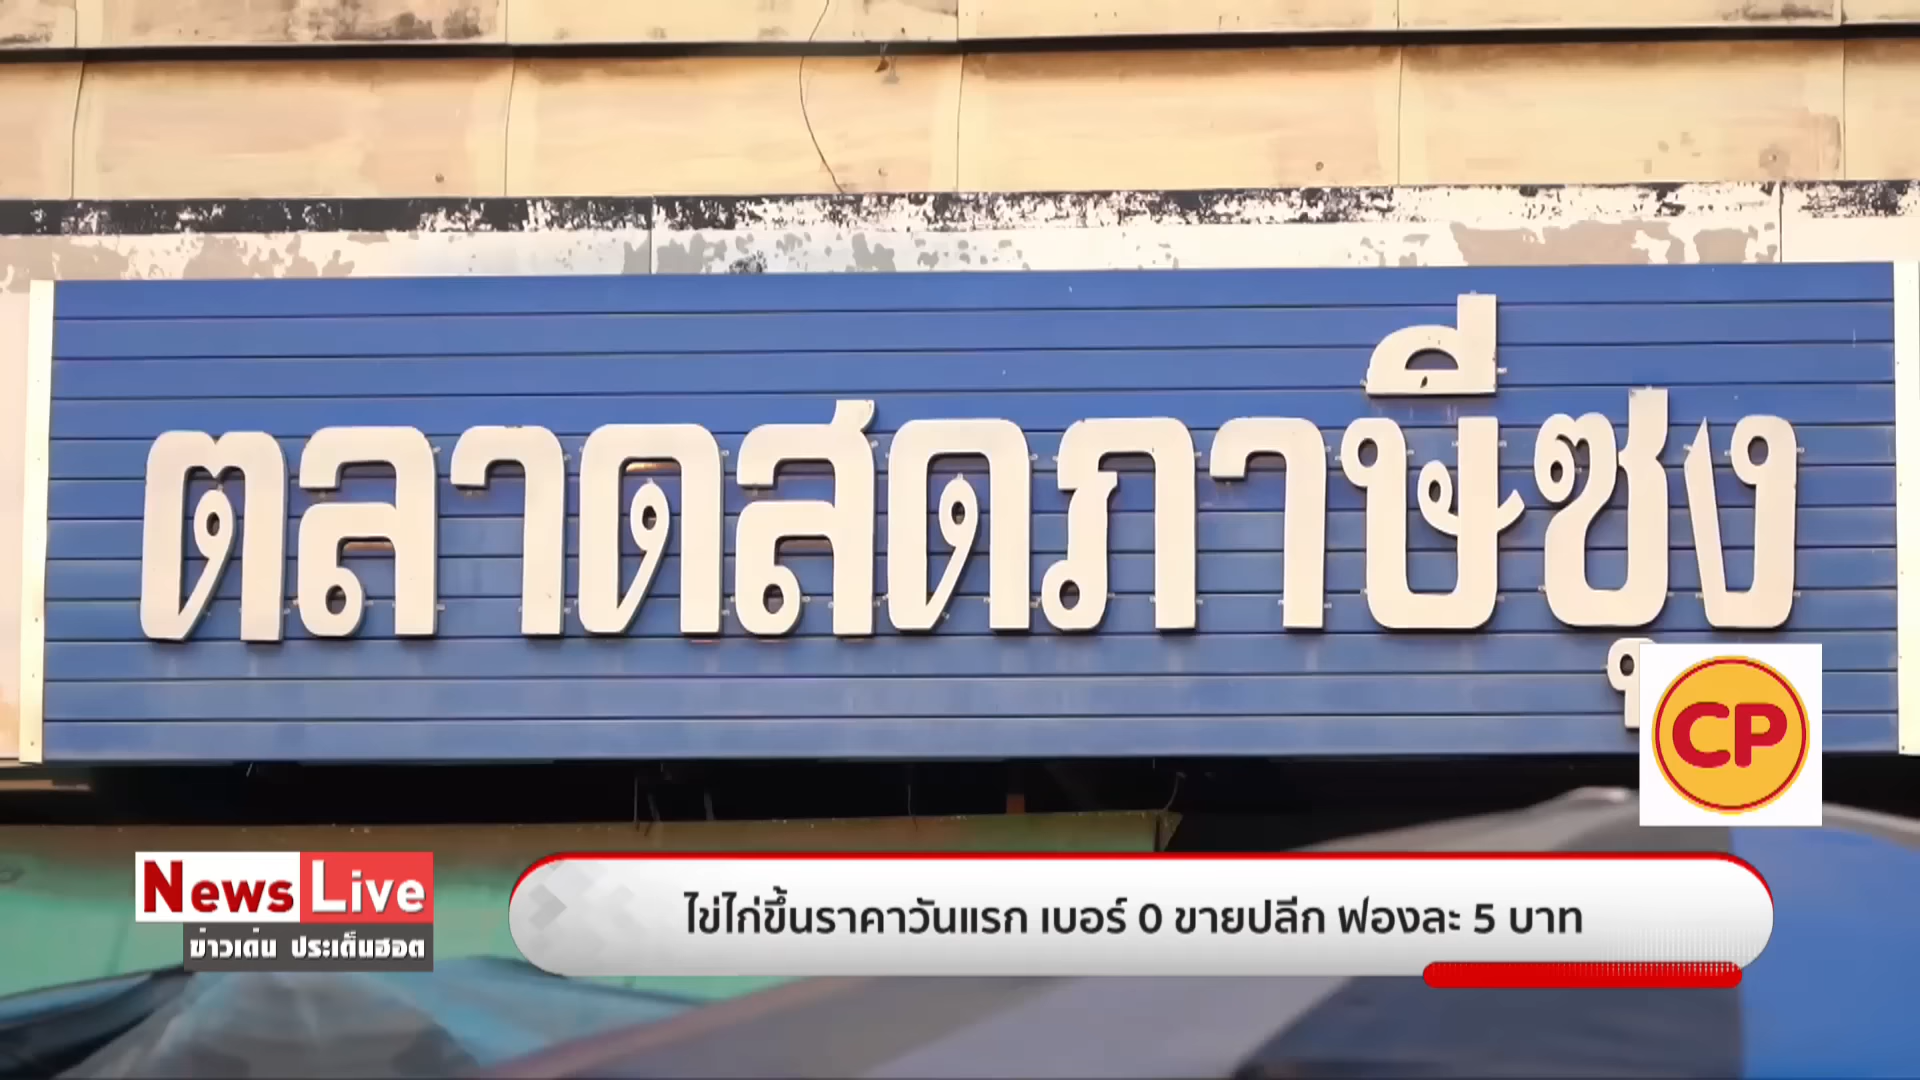 ตลาดสดภาษีซุง
CP
News Live
ข่าวเด่น ประเด็นฮอต
ไข่ไก่ขึ้นราคาวันแรก เบอร์ 0 ขายปลีก ฟองละ 5 บาท